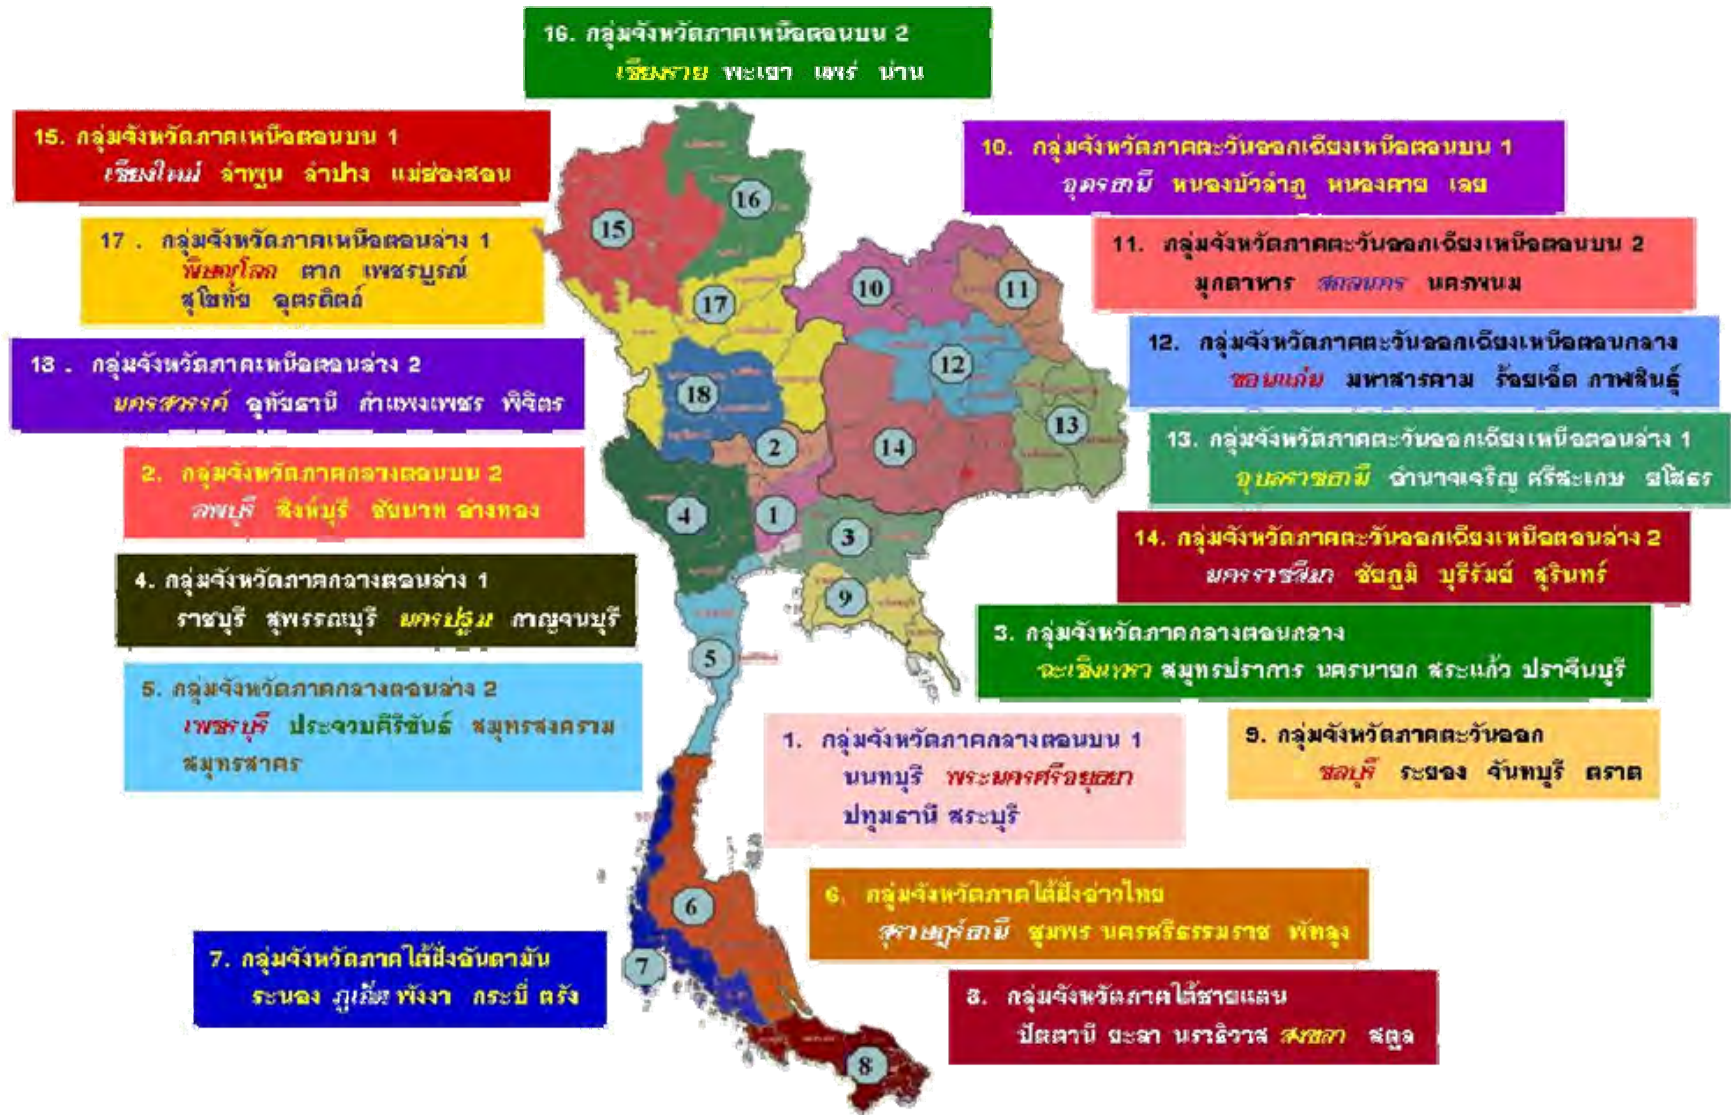 16. กลุ่มจังหวัดภาคเหนือตอนบน 2
เชียงราย พะเยา แพร่ น่าน
15. กลุ่มจังหวัดภาคเหนือตอนบน 1
เชียงใหม่ ลำพูน ลำปาง แม่ฮ่องสอน
17 . กลุ่มจังหวัดภาคเหนือตอนล่าง 1
พิษณุโลก ตาก เพชรบูรณ์
สุโขทัย อุตรดิตถ์
18 . กลุ่มจังหวัดภาคเหนือตอนล่าง 2
นครสวรรค์ อุทัยธานี กำแพงเพชร พิจิตร
2. กลุ่มจังหวัดภาคกลางตอนบน 2
ลพบุรี สิงห์บุรี ชัยนาท อ่างทอง
4. กลุ่มจังหวัดภาคกลางตอนล่าง 1
ราชบุรี สุพรรณบุรี นครปฐม กาญจนบุรี
5. กลุ่มจังหวัดภาคกลางตอนล่าง 2
เพชรบุรี ประจวบคีรีขันธ์ สมุทรสงคราม
สมุทรสาคร
7. กลุ่มจังหวัดภาคใต้ฝั่งอันดามัน
ระนอง ภูเก็ต พังงา กระบี่ ตรัง
10. กลุ่มจังหวัดภาคตะวันออกเฉียงเหนือตอนบน 1
อุดรธานี หนองบัวลำภู หนองคาย เลย
11. กลุ่มจังหวัดภาคตะวันออกเฉียงเหนือตอนบน 2
มุกดาหาร สกลนคร นครพนม
12. กลุ่มจังหวัดภาคตะวันออกเฉียงเหนือตอนกลาง
ขอนแก่น มหาสารคาม ร้อยเอ็ด กาฬสินธุ์
13. กลุ่มจังหวัดภาคตะวันออกเฉียงเหนือตอนล่าง 1
อุบลราชธานี อำนาจเจริญ ศรีสะเกษ ยโสธร
14. กลุ่มจังหวัดภาคตะวันออกเฉียงเหนือตอนล่าง 2
นครราชสีมา ชัยภูมิ บุรีรัมย์ สุรินทร์
3. กลุ่มจังหวัดภาคกลางตอนกลาง
ฉะเชิงเทรา สมุทรปราการ นครนายก สระแก้ว ปราจีนบุรี
9. กลุ่มจังหวัดภาคตะวันออก
ชลบุรี ระยอง จันทบุรี ตราด
1. กลุ่มจังหวัดภาคกลางตอนบน 1
นนทบุรี พระนครศรีอยุธยา
ปทุมธานี สระบุรี
6. กลุ่มจังหวัดภาคใต้ฝั่งอ่าวไทย
สุราษฎร์ธานี ชุมพร นครศรีธรรมราช พัทลุง
8. กลุ่มจังหวัดภาคใต้ชายแดน
ปัตตานี ยะลา นราธิวาส สงขลา สตูล
16
15
10
11
17
12
18
13
2
14
4
1
3
9
5
6
7
8